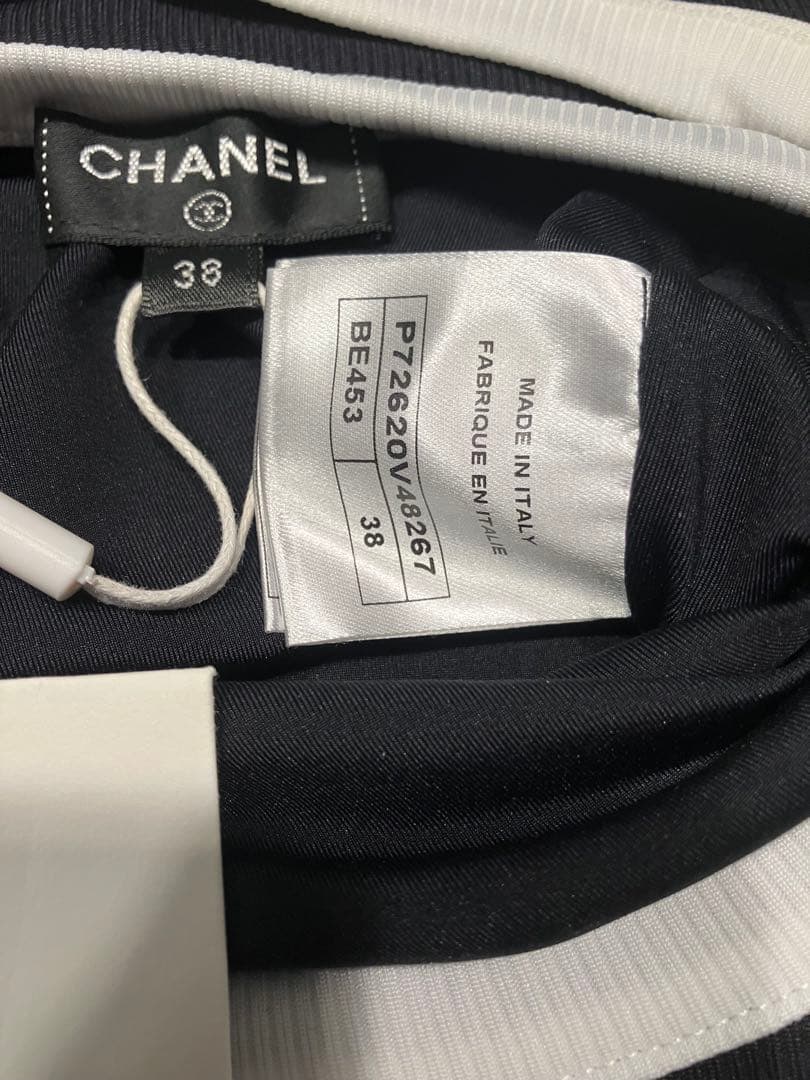 CHANEL
38
MADE IN ITALY
FABRIQUE EN ITALIE
P72620V48267
BE453 38